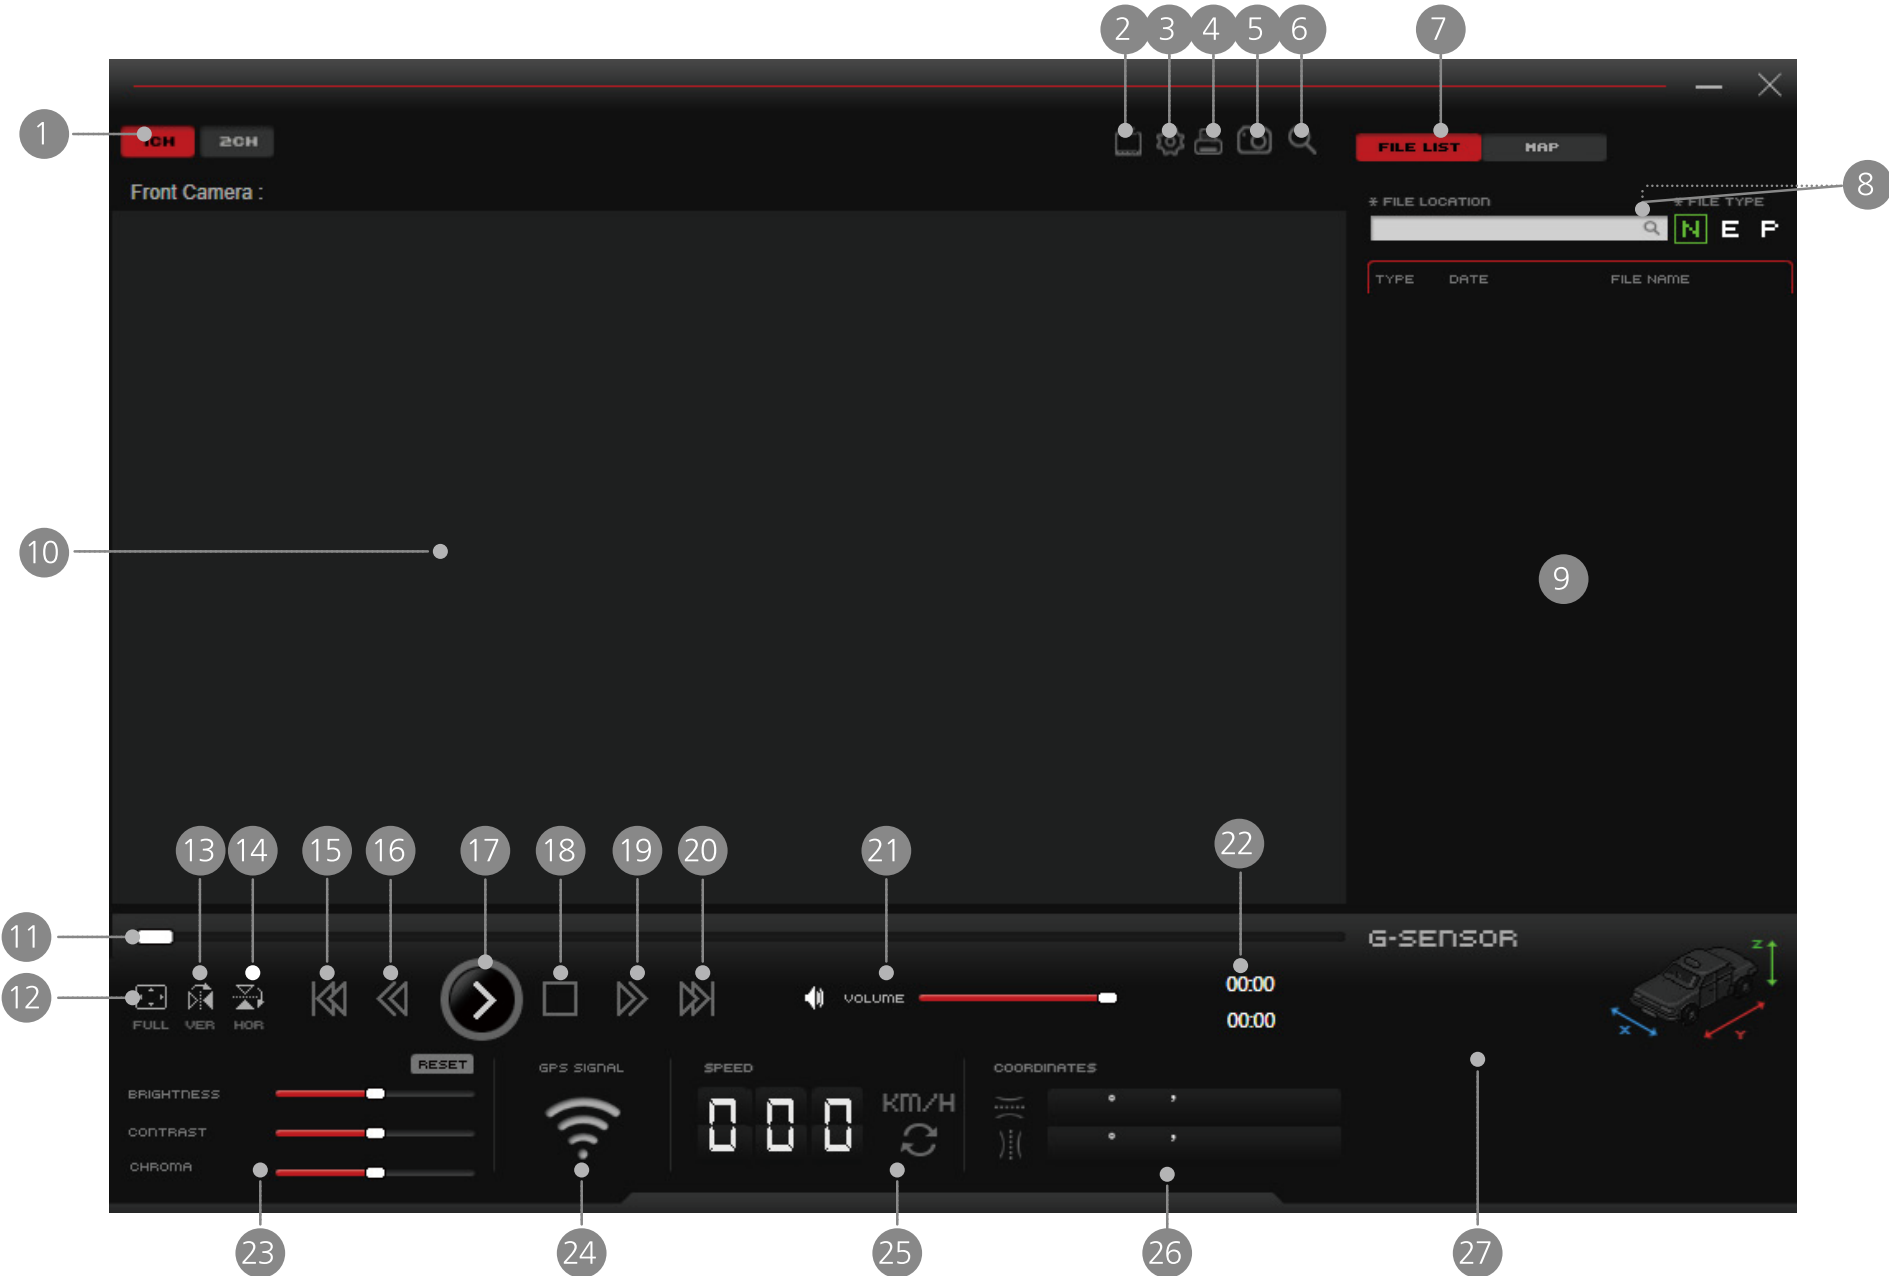 2 3 4 5 6 7
1 1CH 2CH
FILE LIST MAP
8
Front Camera :
* FILE LOCATION * FILE TYPE
N E P
TYPE DATE FILE NAME
10
9
13 14 15 16 17 18 19 20 21 22
11
G-SENSOR
Z
12
00:00
VOLUME
00:00
FULL VER HOR
X Y
RESET
GPS SIGNAL SPEED COORDINATES
BRIGHTNESS
KM/H
° ,
000
CONTRAST
° ,
CHROMA
23 24 25 26 27